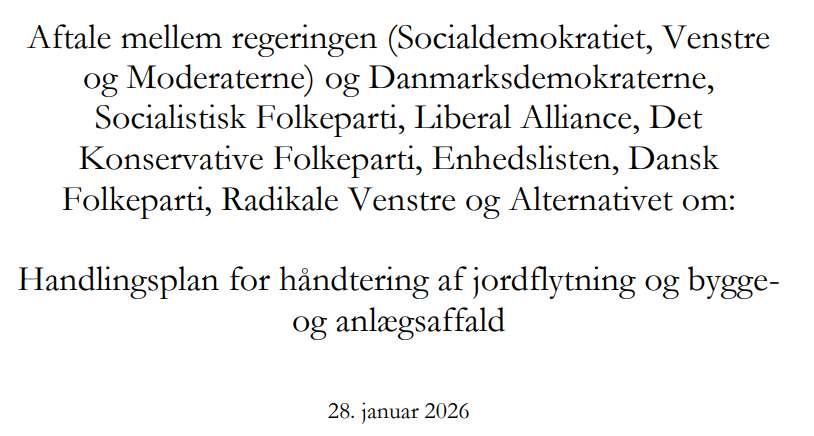 Aftale mellem regeringen (Socialdemokratiet, Venstre
og Moderaterne) og Danmarksdemokraterne,
Socialistisk Folkeparti, Liberal Alliance, Det
Konservative Folkeparti, Enhedslisten, Dansk
Folkeparti, Radikale Venstre og Alternativet om:
Handlingsplan for håndtering af jordflytning og bygge-
og anlægsaffald
28. januar 2026